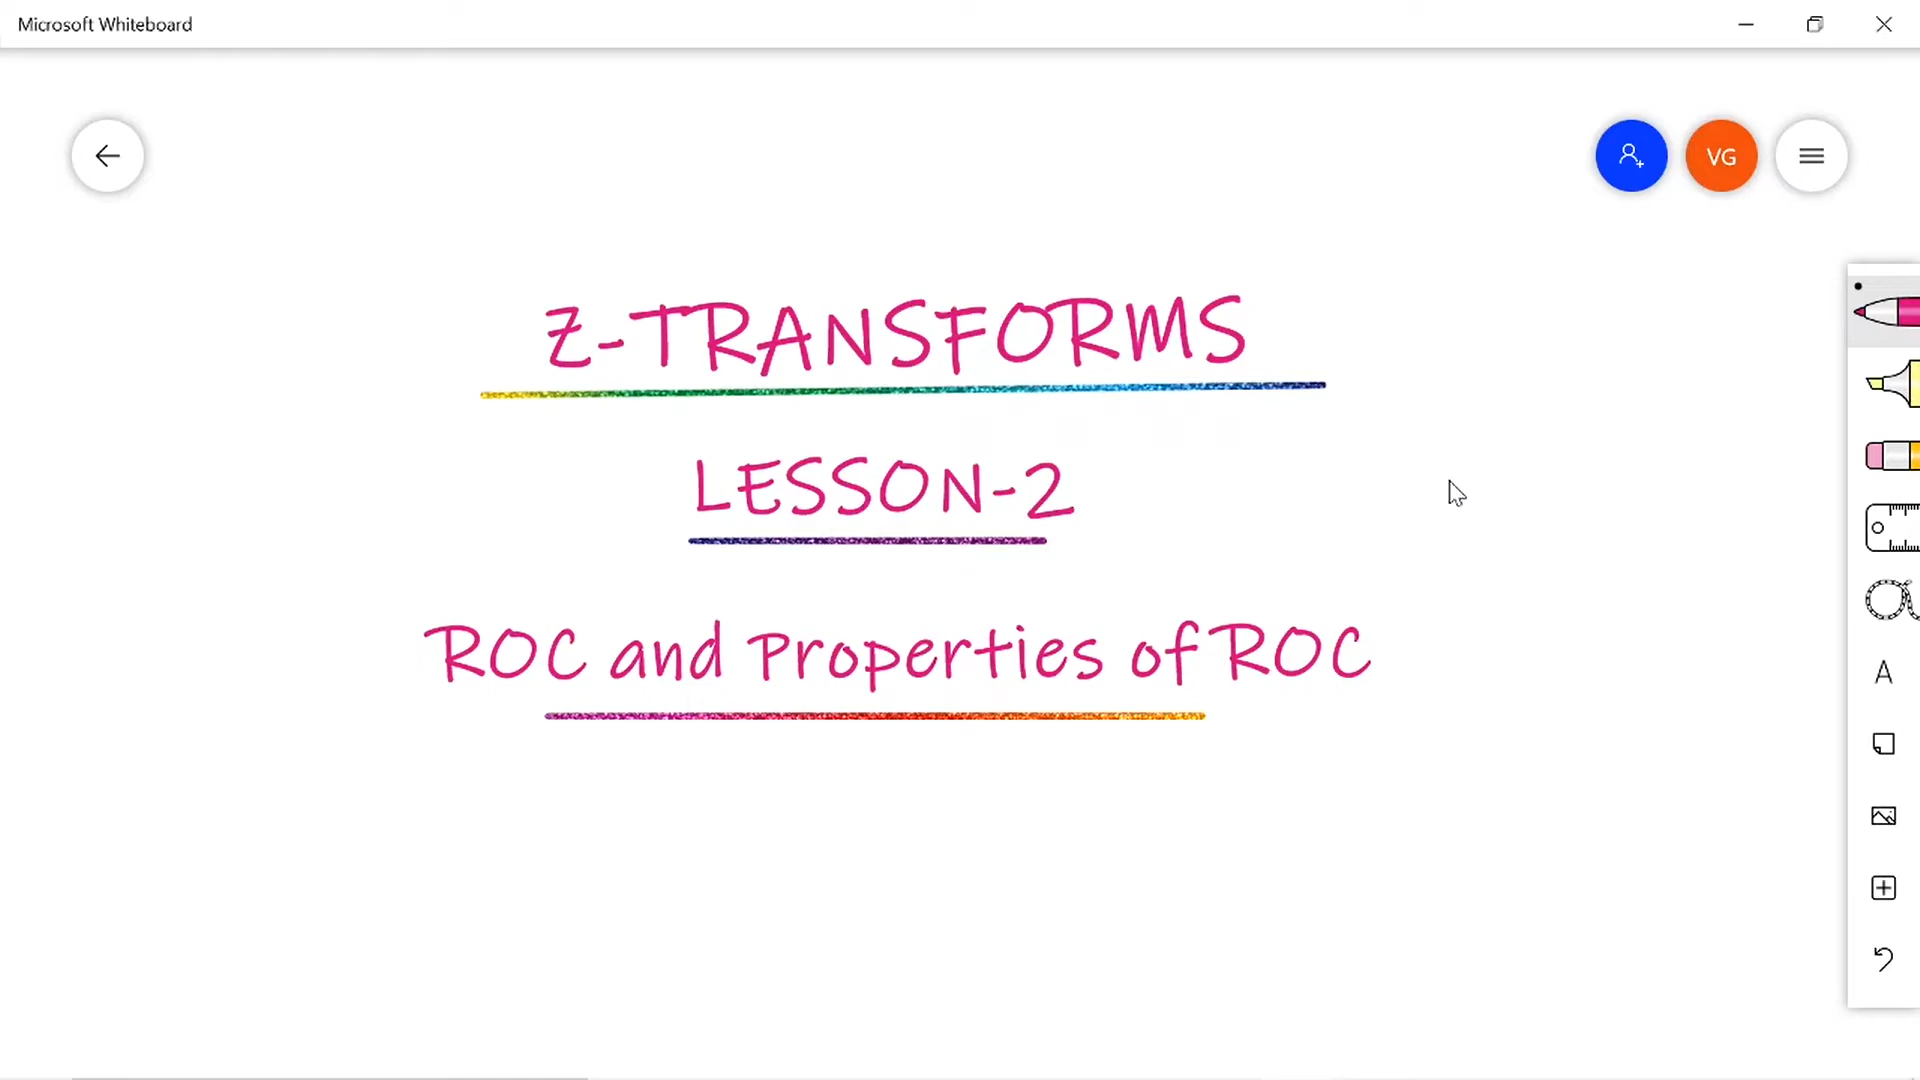 Microsoft Whiteboard
VG
Z-TRANSFORMS
LESSON-2
ROC and Properties of ROC
A